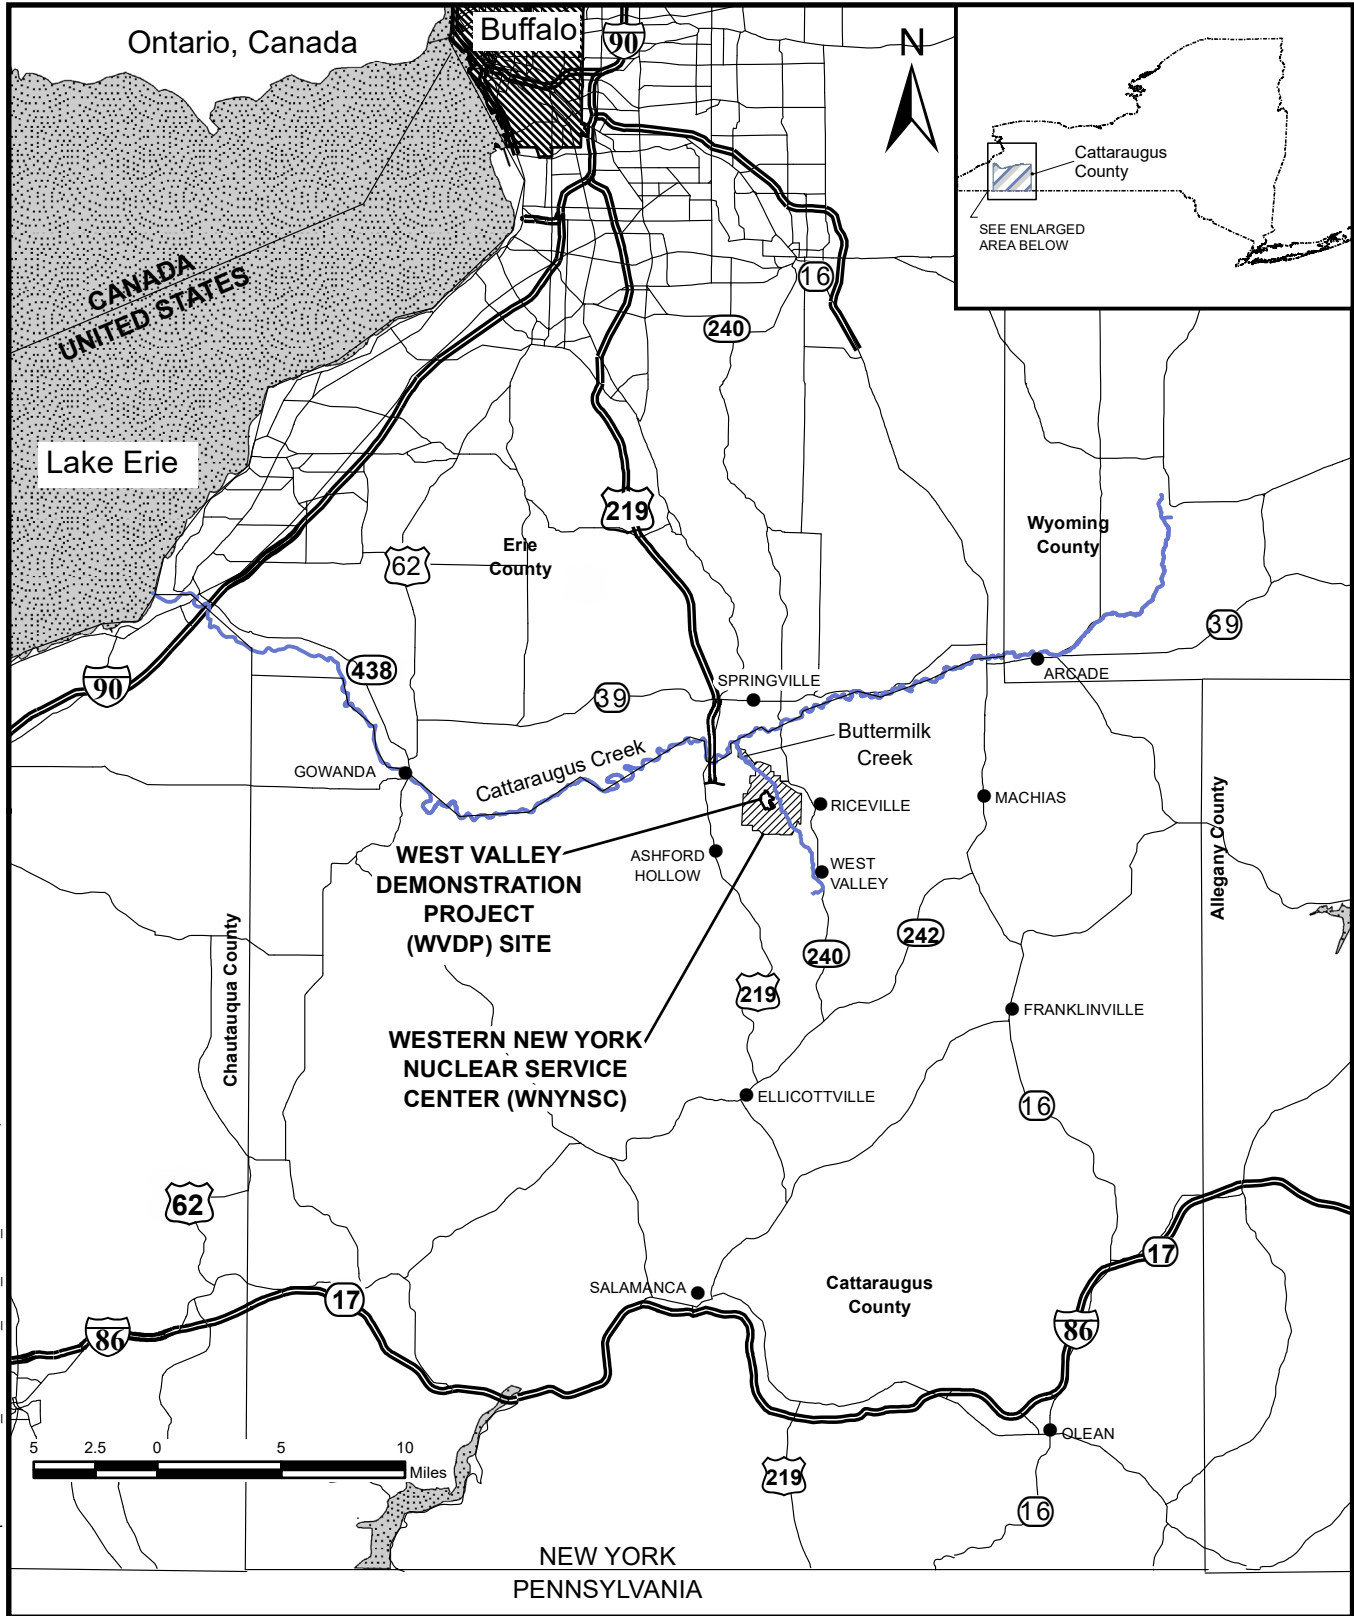 Ontario, Canada
Buffalo
90
N
Cattaraugus
County
SEE ENLARGED
AREA BELOW
CANADA
UNITED STATES
16
240
Lake Erie
219
Wyoming
County
Erie
County
62
39
438
90
SPRINGVILLE
ARCADE
39
Buttermilk
Creek
Cattaraugus Creek
GOWANDA
RICEVILLE
MACHIAS
Allegany County
WEST VALLEY
DEMONSTRATION
PROJECT
(WVDP) SITE
ASHFORD
HOLLOW
WEST
VALLEY
242
240
Chautauqua County
219
FRANKLINVILLE
WESTERN NEW YORK
NUCLEAR SERVICE
CENTER (WNYNSC)
ELLICOTTVILLE
16
62
17
SALAMANCA
Cattaraugus
County
17
86
86
OLEAN
5 2.5 0 5 10
Miles
219
16
NEW YORK
PENNSYLVANIA